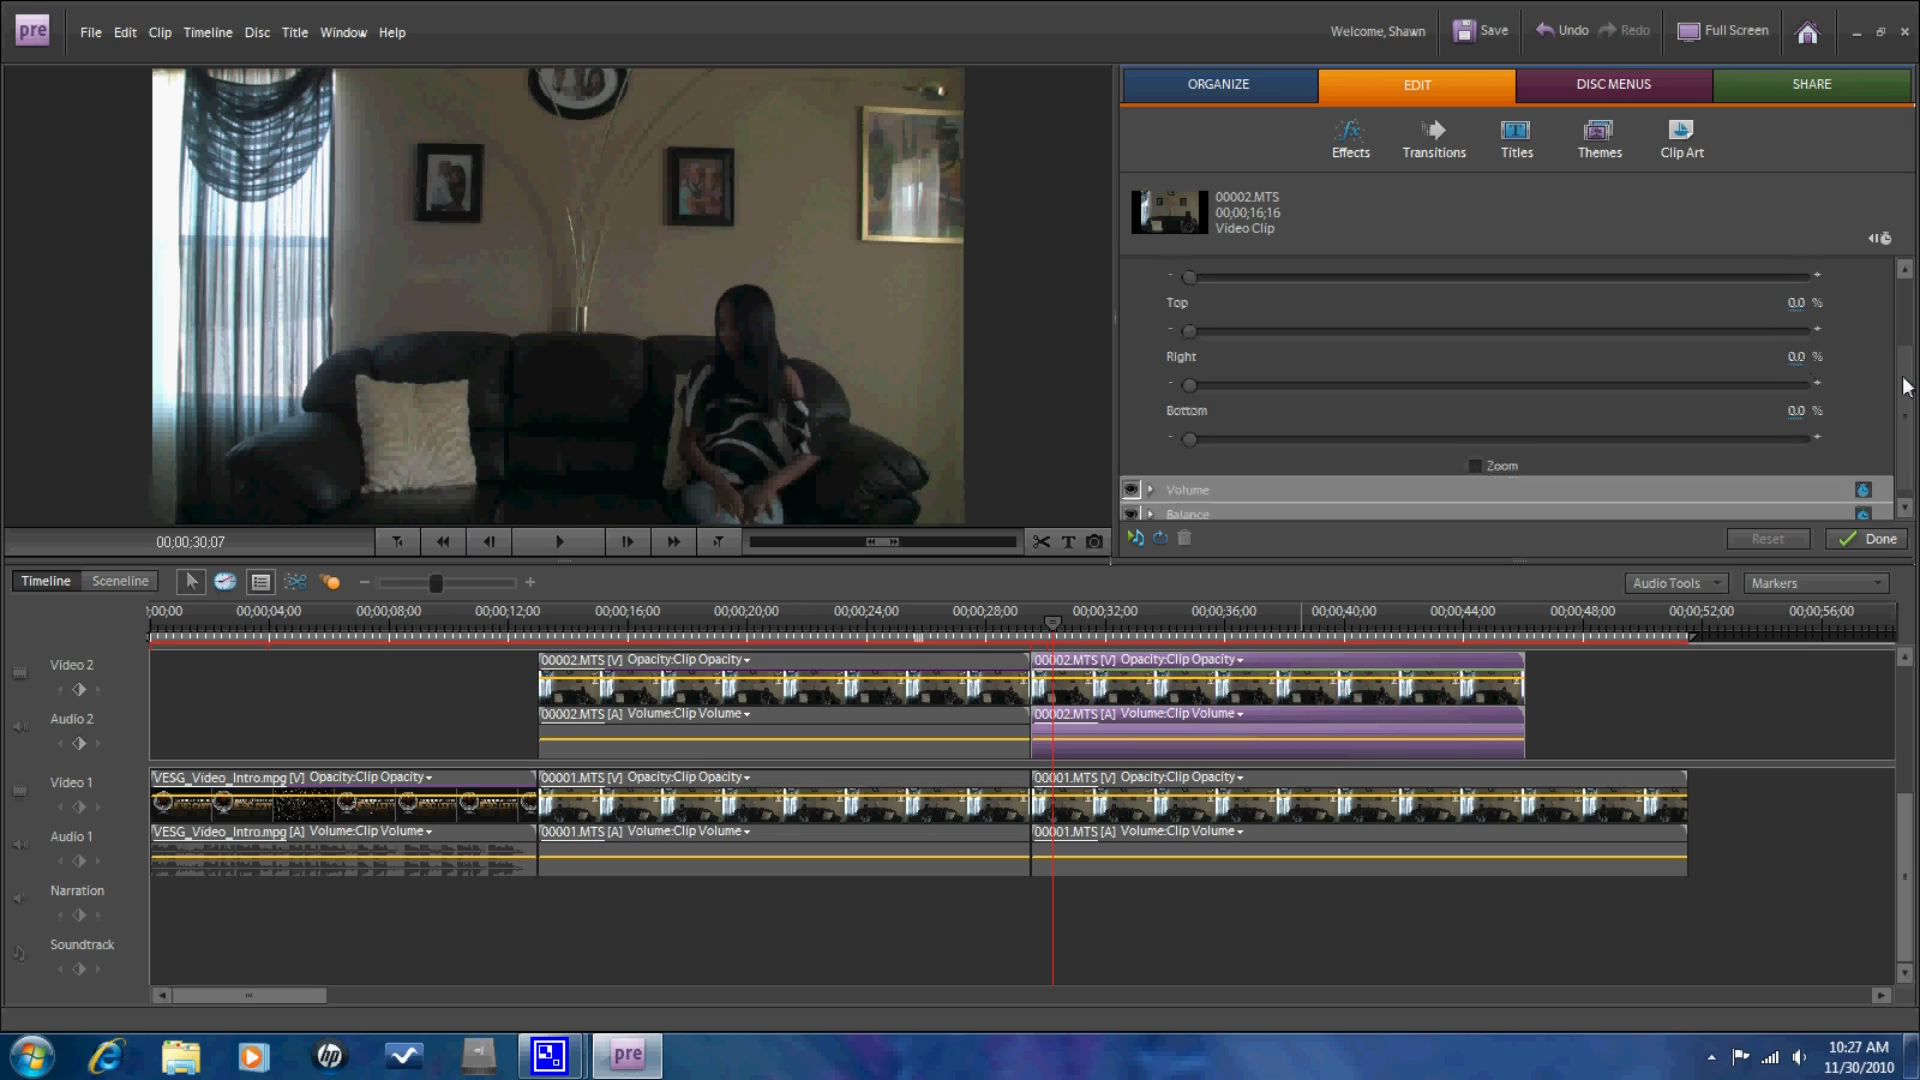 pre
File Edit Clip Timeline Disc Title Window Help
Welcome, Shawn Save Undo Redo Full Screen
ORGANIZE EDIT DISC MENUS SHARE
Effects Transitions Titles Themes Clip Art
00002.MTS
00;00;16;16
Video Clip
Top 0.0 %
Right 0.0 %
Bottom 0.0 %
Zoom
Volume
Balance
00;00;30;07
T
Reset Done
Timeline Sceneline
Audio Tools Markers
:00;00 00;00;04;00 00;00;08;00 00;00;12;00 00;00;16;00 00;00;20;00 00;00;24;00 00;00;28;00 00;00;32;00 00;00;36;00 00;00;40;00 00;00;44;00 00;00;48;00 00;00;52;00 00;00;56;00
Video 2
00002.MTS [V] Opacity:Clip Opacity 00002.MTS [V] Opacity:Clip Opacity
Audio 2
00002.MTS [A] Volume:Clip Volume 00002.MTS [A] Volume:Clip Volume
Video 1
VESG_Video_Intro.mpg [V] Opacity:Clip Opacity 00001.MTS [V] Opacity:Clip Opacity 00001.MTS [V] Opacity:Clip Opacity
Audio 1
VESG_Video_Intro.mpg [A] Volume:Clip Volume 00001.MTS [A] Volume:Clip Volume 00001.MTS [A] Volume:Clip Volume
Narration
Soundtrack
hp
pre
10:27 AM
11/30/2010